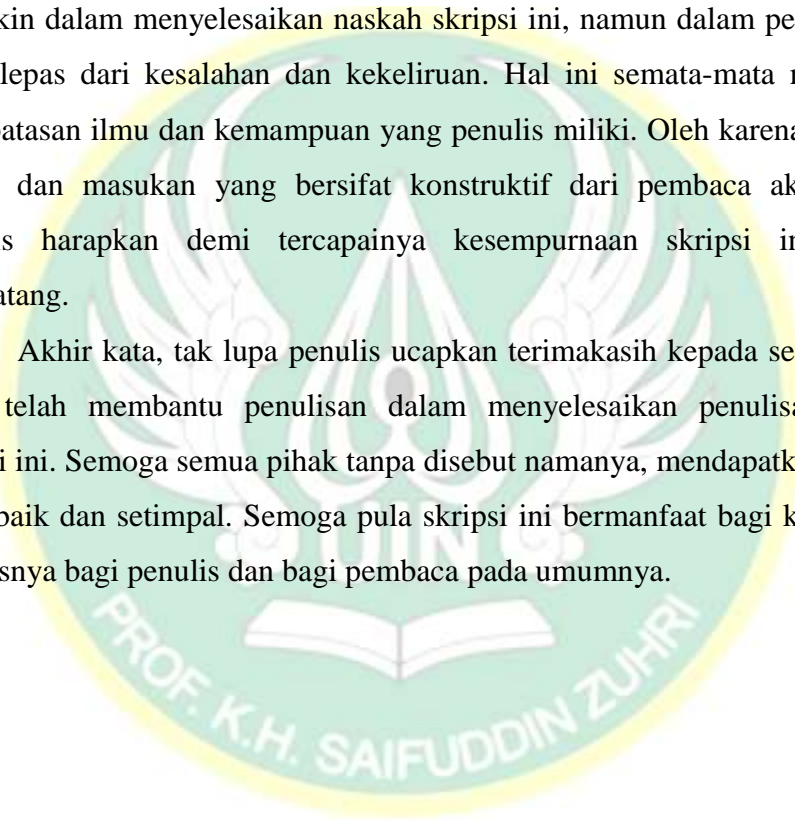 kin dalam menyelesaikan naskah skripsi ini, namun dalam pe
lepas dari kesalahan dan kekeliruan. Hal ini semata-mata
batasan ilmu dan kemampuan yang penulis miliki. Oleh karena
dan masukan yang bersifat konstruktif dari pembaca ak
s harapkan demi tercapainya kesempurnaan skripsi in
atang.
Akhir kata, tak lupa penulis ucapkan terimakasih kepada se
telah membantu penulisan dalam menyelesaikan penulisa
i ini. Semoga semua pihak tanpa disebut namanya, mendapatk
baik dan setimpal. Semoga pula skripsi ini bermanfaat bagi k
snya bagi penulis dan bagi pembaca pada umumnya.
UIN
PROF. K.H. SAIFUDDIN ZUHRI